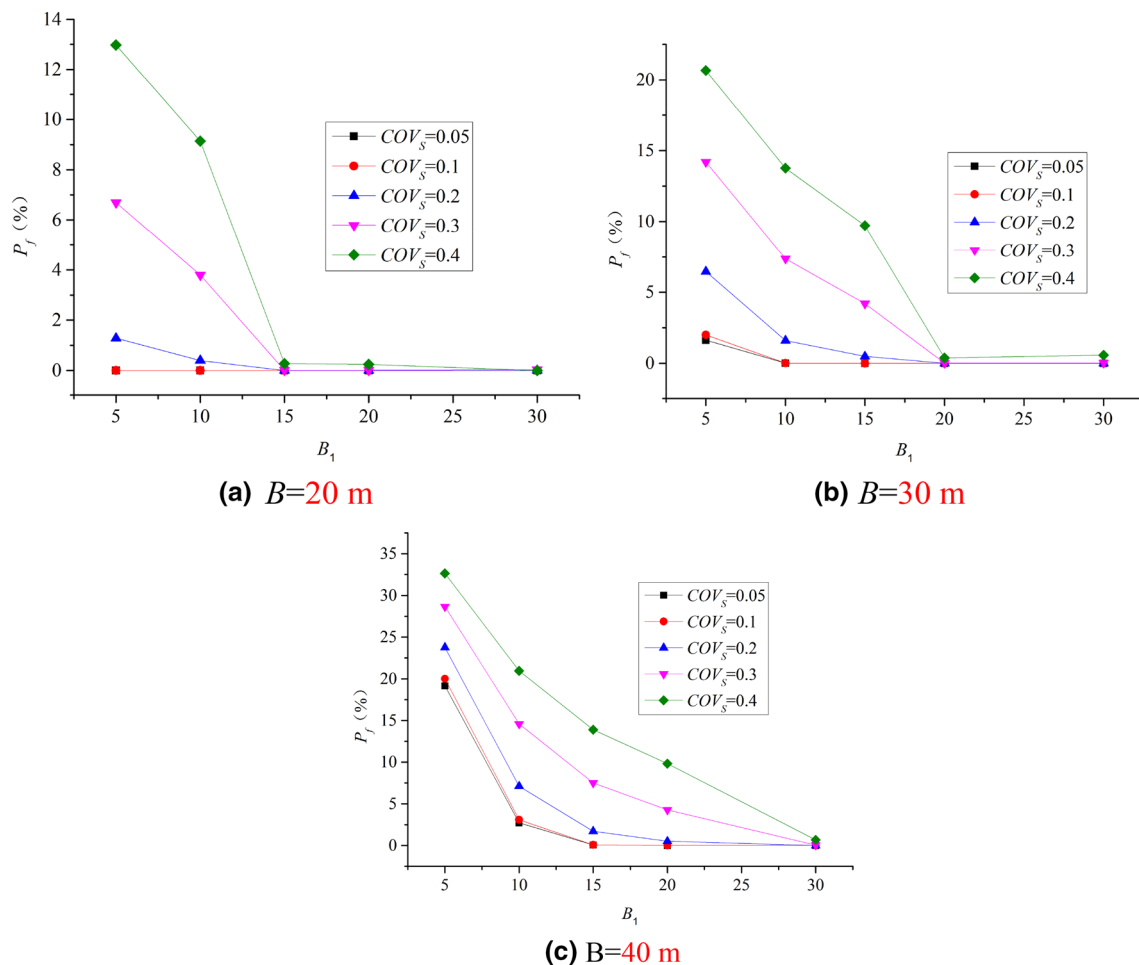 14
12
10
8
6
4
2
0
P_f (%)
COV_S=0.05
COV_S=0.1
COV_S=0.2
COV_S=0.3
COV_S=0.4
5 10 15 20 25 30
B_1
(a) B=20 m
20
15
10
5
0
P_f (%)
COV_S=0.05
COV_S=0.1
COV_S=0.2
COV_S=0.3
COV_S=0.4
5 10 15 20 25 30
B_1
(b) B=30 m
35
30
25
20
15
10
5
0
P_f (%)
COV_S=0.05
COV_S=0.1
COV_S=0.2
COV_S=0.3
COV_S=0.4
5 10 15 20 25 30
B_1
(c) B=40 m